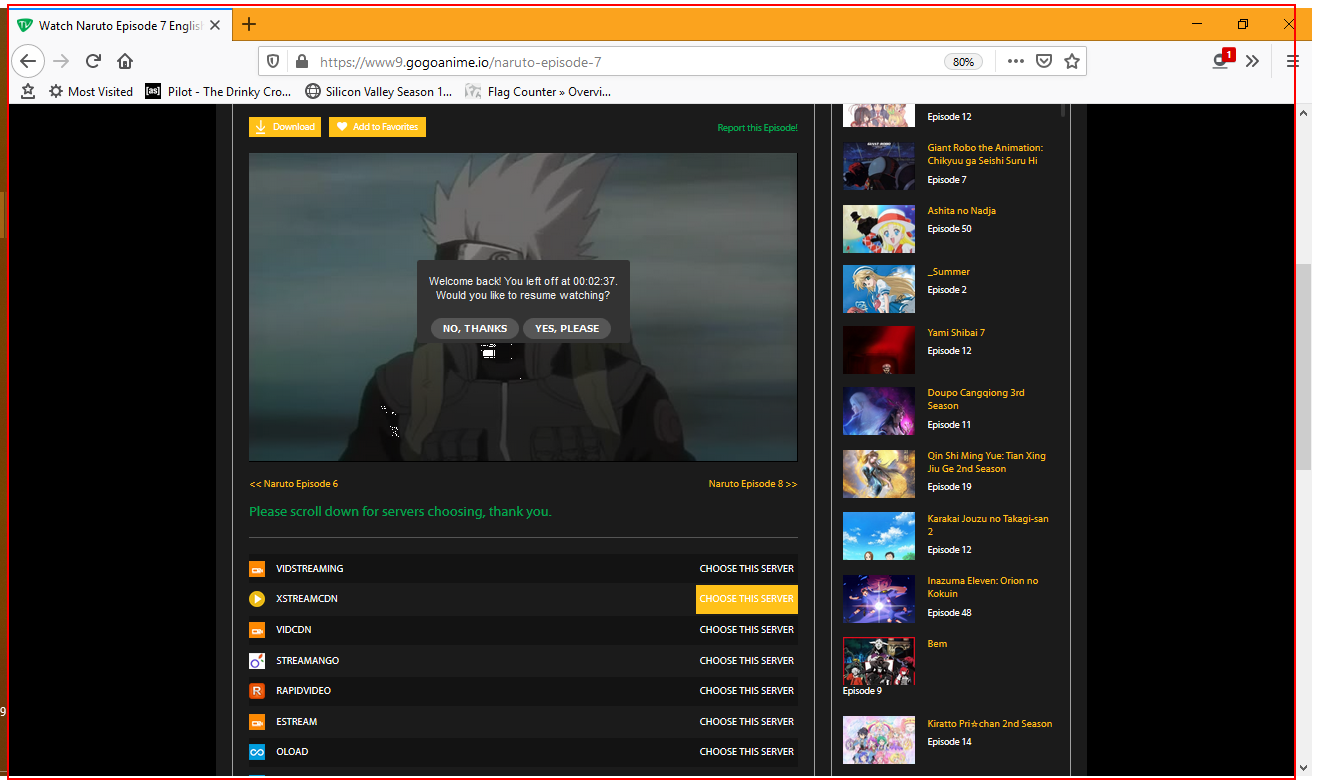 Watch Naruto Episode 7 English
https://www9.gogoanime.io/naruto-episode-7
80%
1
Most Visited
[as]
Pilot - The Drinky Cro...
Silicon Valley Season 1...
Flag Counter » Overvi...
Download
Add to Favorites
Report this Episode!
Welcome back! You left off at 00:02:37.
Would you like to resume watching?
NO, THANKS
YES, PLEASE
<< Naruto Episode 6
Naruto Episode 8 >>
Please scroll down for servers choosing, thank you.
VIDSTREAMING
CHOOSE THIS SERVER
XSTREAMCDN
CHOOSE THIS SERVER
VIDCDN
CHOOSE THIS SERVER
STREAMANGO
CHOOSE THIS SERVER
R
RAPIDVIDEO
CHOOSE THIS SERVER
ESTREAM
CHOOSE THIS SERVER
OLOAD
CHOOSE THIS SERVER
Episode 12
Giant Robo the Animation:
Chikyuu ga Seishi Suru Hi
Episode 7
Ashita no Nadja
Episode 50
_Summer
Episode 2
Yami Shibai 7
Episode 12
Doupo Cangqiong 3rd
Season
Episode 11
Qin Shi Ming Yue: Tian Xing
Jiu Ge 2nd Season
Episode 19
Karakai Jouzu no Takagi-san
2
Episode 12
Inazuma Eleven: Orion no
Kokuin
Episode 48
Bem
Episode 9
Kiratto Pri☆chan 2nd Season
Episode 14
9